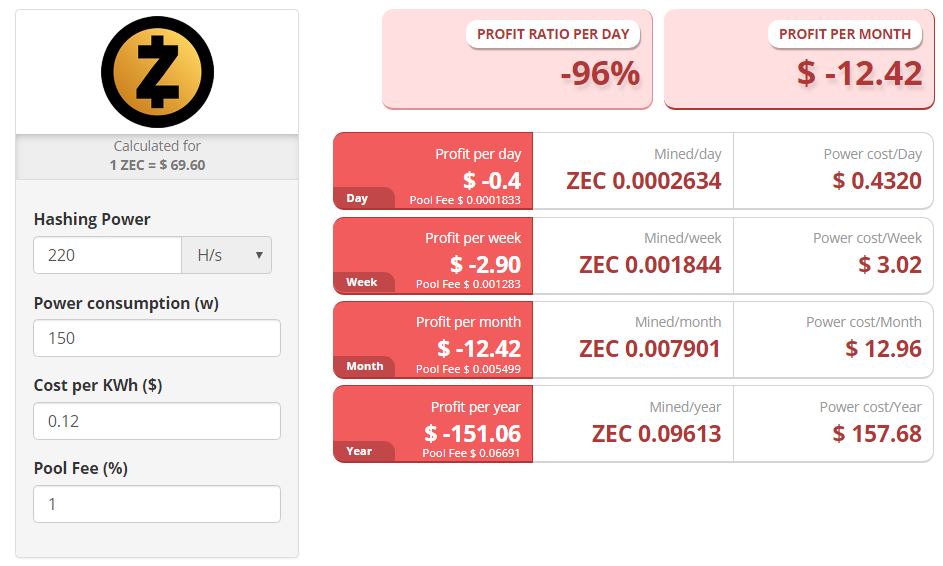 Calculated for
1 ZEC = $ 69.60
Hashing Power
220 H/s
Power consumption (w)
150
Cost per KWh ($)
0.12
Pool Fee (%)
1
PROFIT RATIO PER DAY
-96%
PROFIT PER MONTH
$ -12.42
Profit per day
$ -0.4
Day
Pool Fee $ 0.0001833
Mined/day
ZEC 0.0002634
Power cost/Day
$ 0.4320
Profit per week
$ -2.90
Week
Pool Fee $ 0.001283
Mined/week
ZEC 0.001844
Power cost/Week
$ 3.02
Profit per month
$ -12.42
Month
Pool Fee $ 0.005499
Mined/month
ZEC 0.007901
Power cost/Month
$ 12.96
Profit per year
$ -151.06
Year
Pool Fee $ 0.06691
Mined/year
ZEC 0.09613
Power cost/Year
$ 157.68